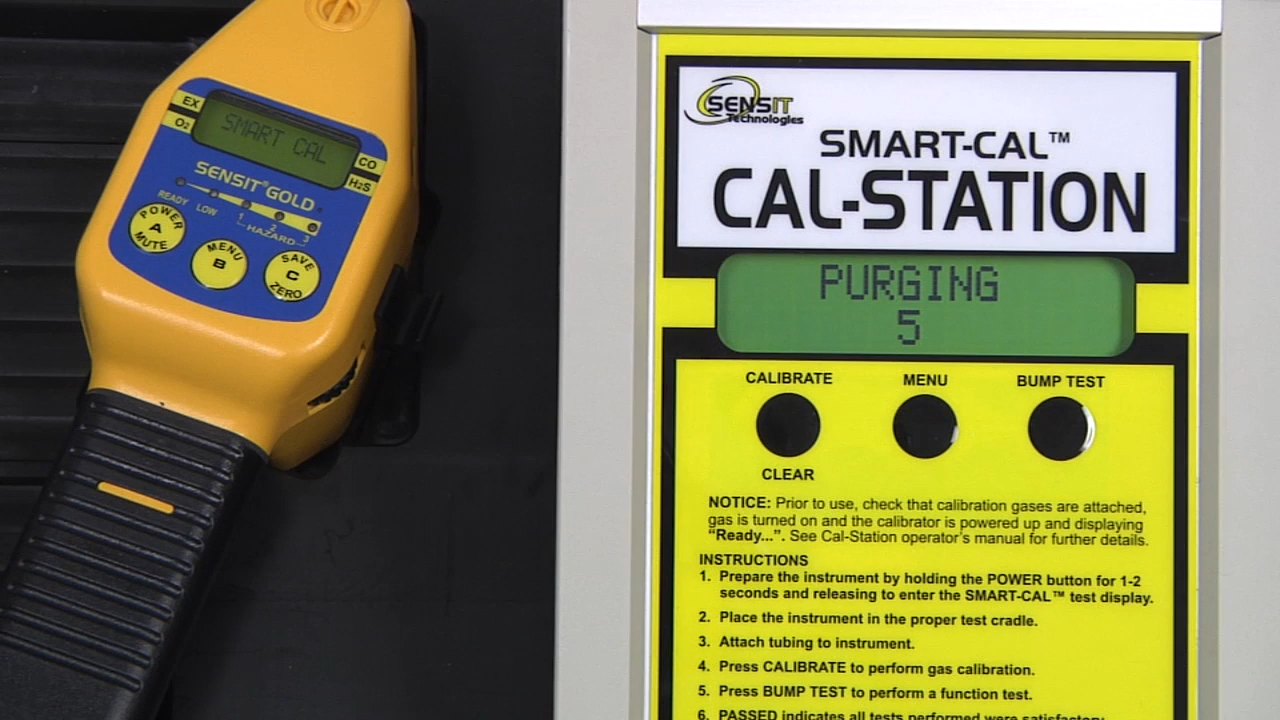 EX
O2
SMART CAL
CO
H2S
SENSIT® GOLD
READY LOW 1 2 3
HAZARD
POWER
A
MUTE
MENU
B
SAVE
C
ZERO
SENSIT
Technologies
SMART-CAL™
CAL-STATION
PURGING
5
CALIBRATE MENU BUMP TEST
CLEAR
NOTICE: Prior to use, check that calibration gases are attached,
gas is turned on and the calibrator is powered up and displaying
“Ready...”. See Cal-Station operator's manual for further details.
INSTRUCTIONS
1. Prepare the instrument by holding the POWER button for 1-2
seconds and releasing to enter the SMART-CAL™ test display.
2. Place the instrument in the proper test cradle.
3. Attach tubing to instrument.
4. Press CALIBRATE to perform gas calibration.
5. Press BUMP TEST to perform a function test.
6. PASSED indicates all tests performed were satisfactory.